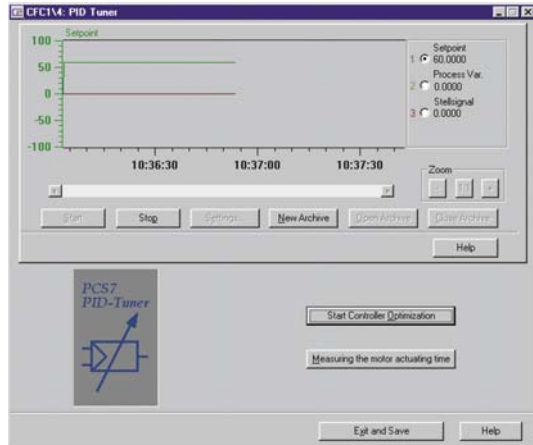 CFC1\4: PID Tuner
Setpoint
100
50
0
-50
-100
10:36:30 10:37:00 10:37:30
Setpoint
1 60.0000
Process Var.
2 0.0000
Stellsignal
3 0.0000
Zoom
- 1:1 +
Start Stop Settings... New Archive Open Archive Close Archive
Help
PCS7
PID-Tuner
Start Controller Optimization
Measuring the motor actuating time
Exit and Save Help